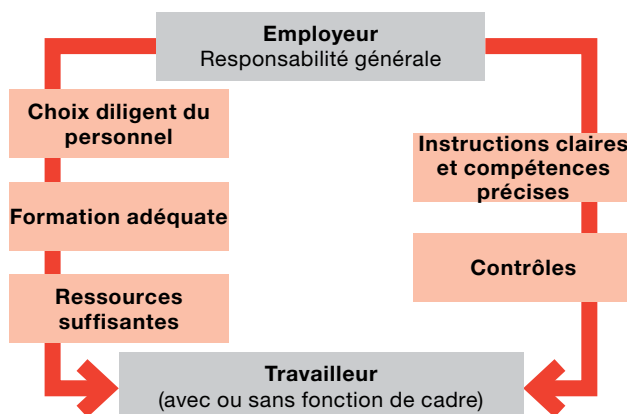 Employeur
Responsabilité générale
Choix diligent du
personnel
Formation adéquate
Ressources
suffisantes
Instructions claires
et compétences
précises
Contrôles
Travailleur
(avec ou sans fonction de cadre)